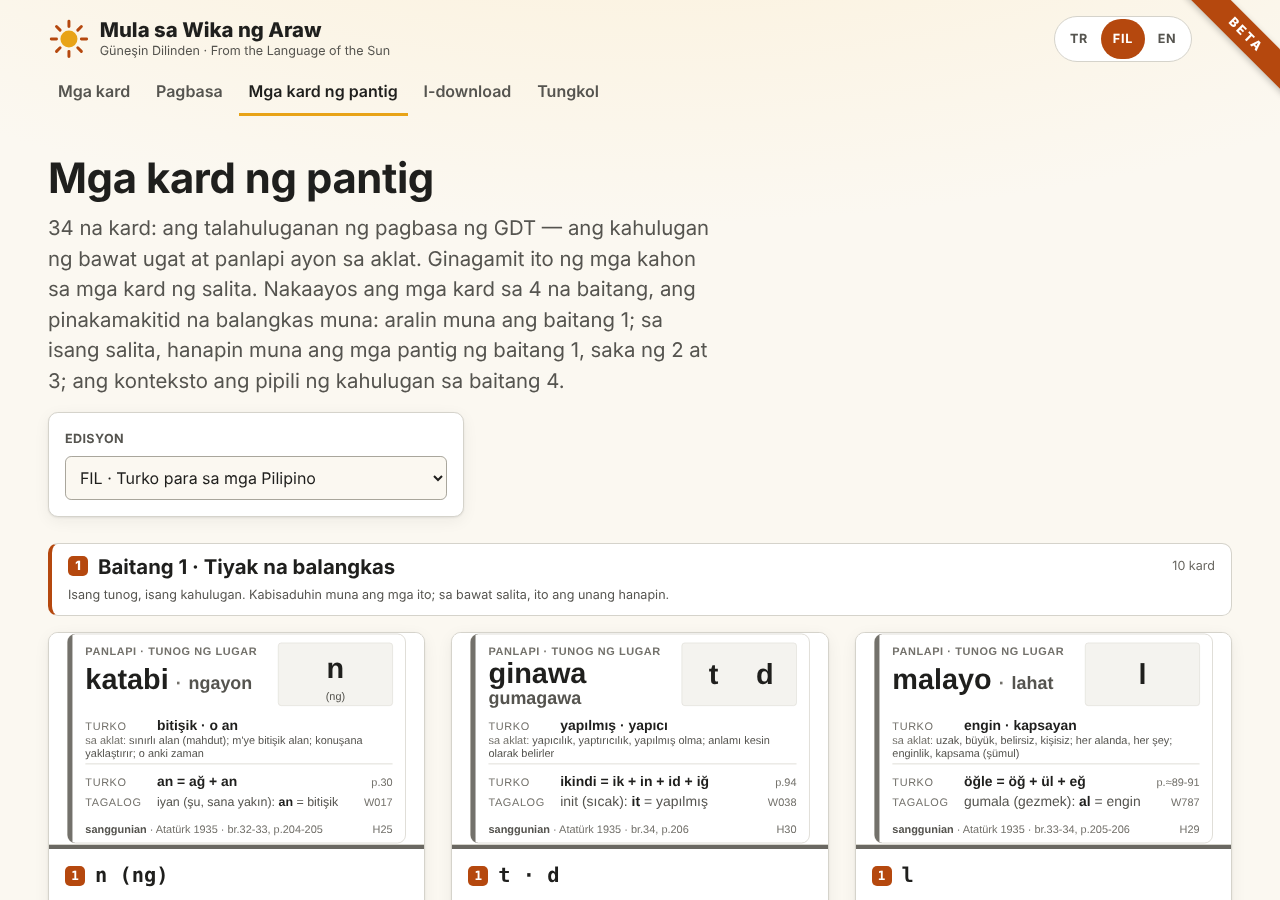 Mula sa Wika ng Araw
Güneşin Dilinden · From the Language of the Sun
TR FIL EN
BETA
Mga kard Pagbasa Mga kard ng pantig I-download Tungkol
Mga kard ng pantig
34 na kard: ang talahuluganan ng pagbasa ng GDT — ang kahulugan
ng bawat ugat at panlapi ayon sa aklat. Ginagamit ito ng mga kahon
sa mga kard ng salita. Nakaayos ang mga kard sa 4 na baitang, ang
pinakamakitid na balangkas muna: aralin muna ang baitang 1; sa
isang salita, hanapin muna ang mga pantig ng baitang 1, saka ng 2 at
3; ang konteksto ang pipili ng kahulugan sa baitang 4.
EDISYON
FIL · Turko para sa mga Pilipino
1 Baitang 1 · Tiyak na balangkas 10 kard
Isang tunog, isang kahulugan. Kabisaduhin muna ang mga ito; sa bawat salita, ito ang unang hanapin.
PANLAPI · TUNOG NG LUGAR
katabi · ngayon
n
(ng)
TURKO bitişik · o an
sa aklat: sınırlı alan (mahdut); m'ye bitişik alan; konuşana
yaklaştırır; o anki zaman
TURKO an = ağ + an p.30
TAGALOG iyan (şu, sana yakın): an = bitişik W017
sanggunian · Atatürk 1935 · br.32-33, p.204-205 H25
1 n (ng)
PANLAPI · TUNOG NG LUGAR
ginawa
gumagawa
t d
TURKO yapılmış · yapıcı
sa aklat: yapıcılık, yaptırıcılık, yapılmış olma; anlamı kesin
olarak belirler
TURKO ikindi = ik + in + id + iğ p.94
TAGALOG init (sıcak): it = yapılmış W038
sanggunian · Atatürk 1935 · br.34, p.206 H30
1 t · d
PANLAPI · TUNOG NG LUGAR
malayo · lahat
l
TURKO engin · kapsayan
sa aklat: uzak, büyük, belirsiz, kişisiz; her alanda, her şey;
enginlik, kapsama (şümul)
TURKO öğle = öğ + ül + eğ p.≈89-91
TAGALOG gumala (gezmek): al = engin W787
sanggunian · Atatürk 1935 · br.33-34, p.205-206 H29
1 l